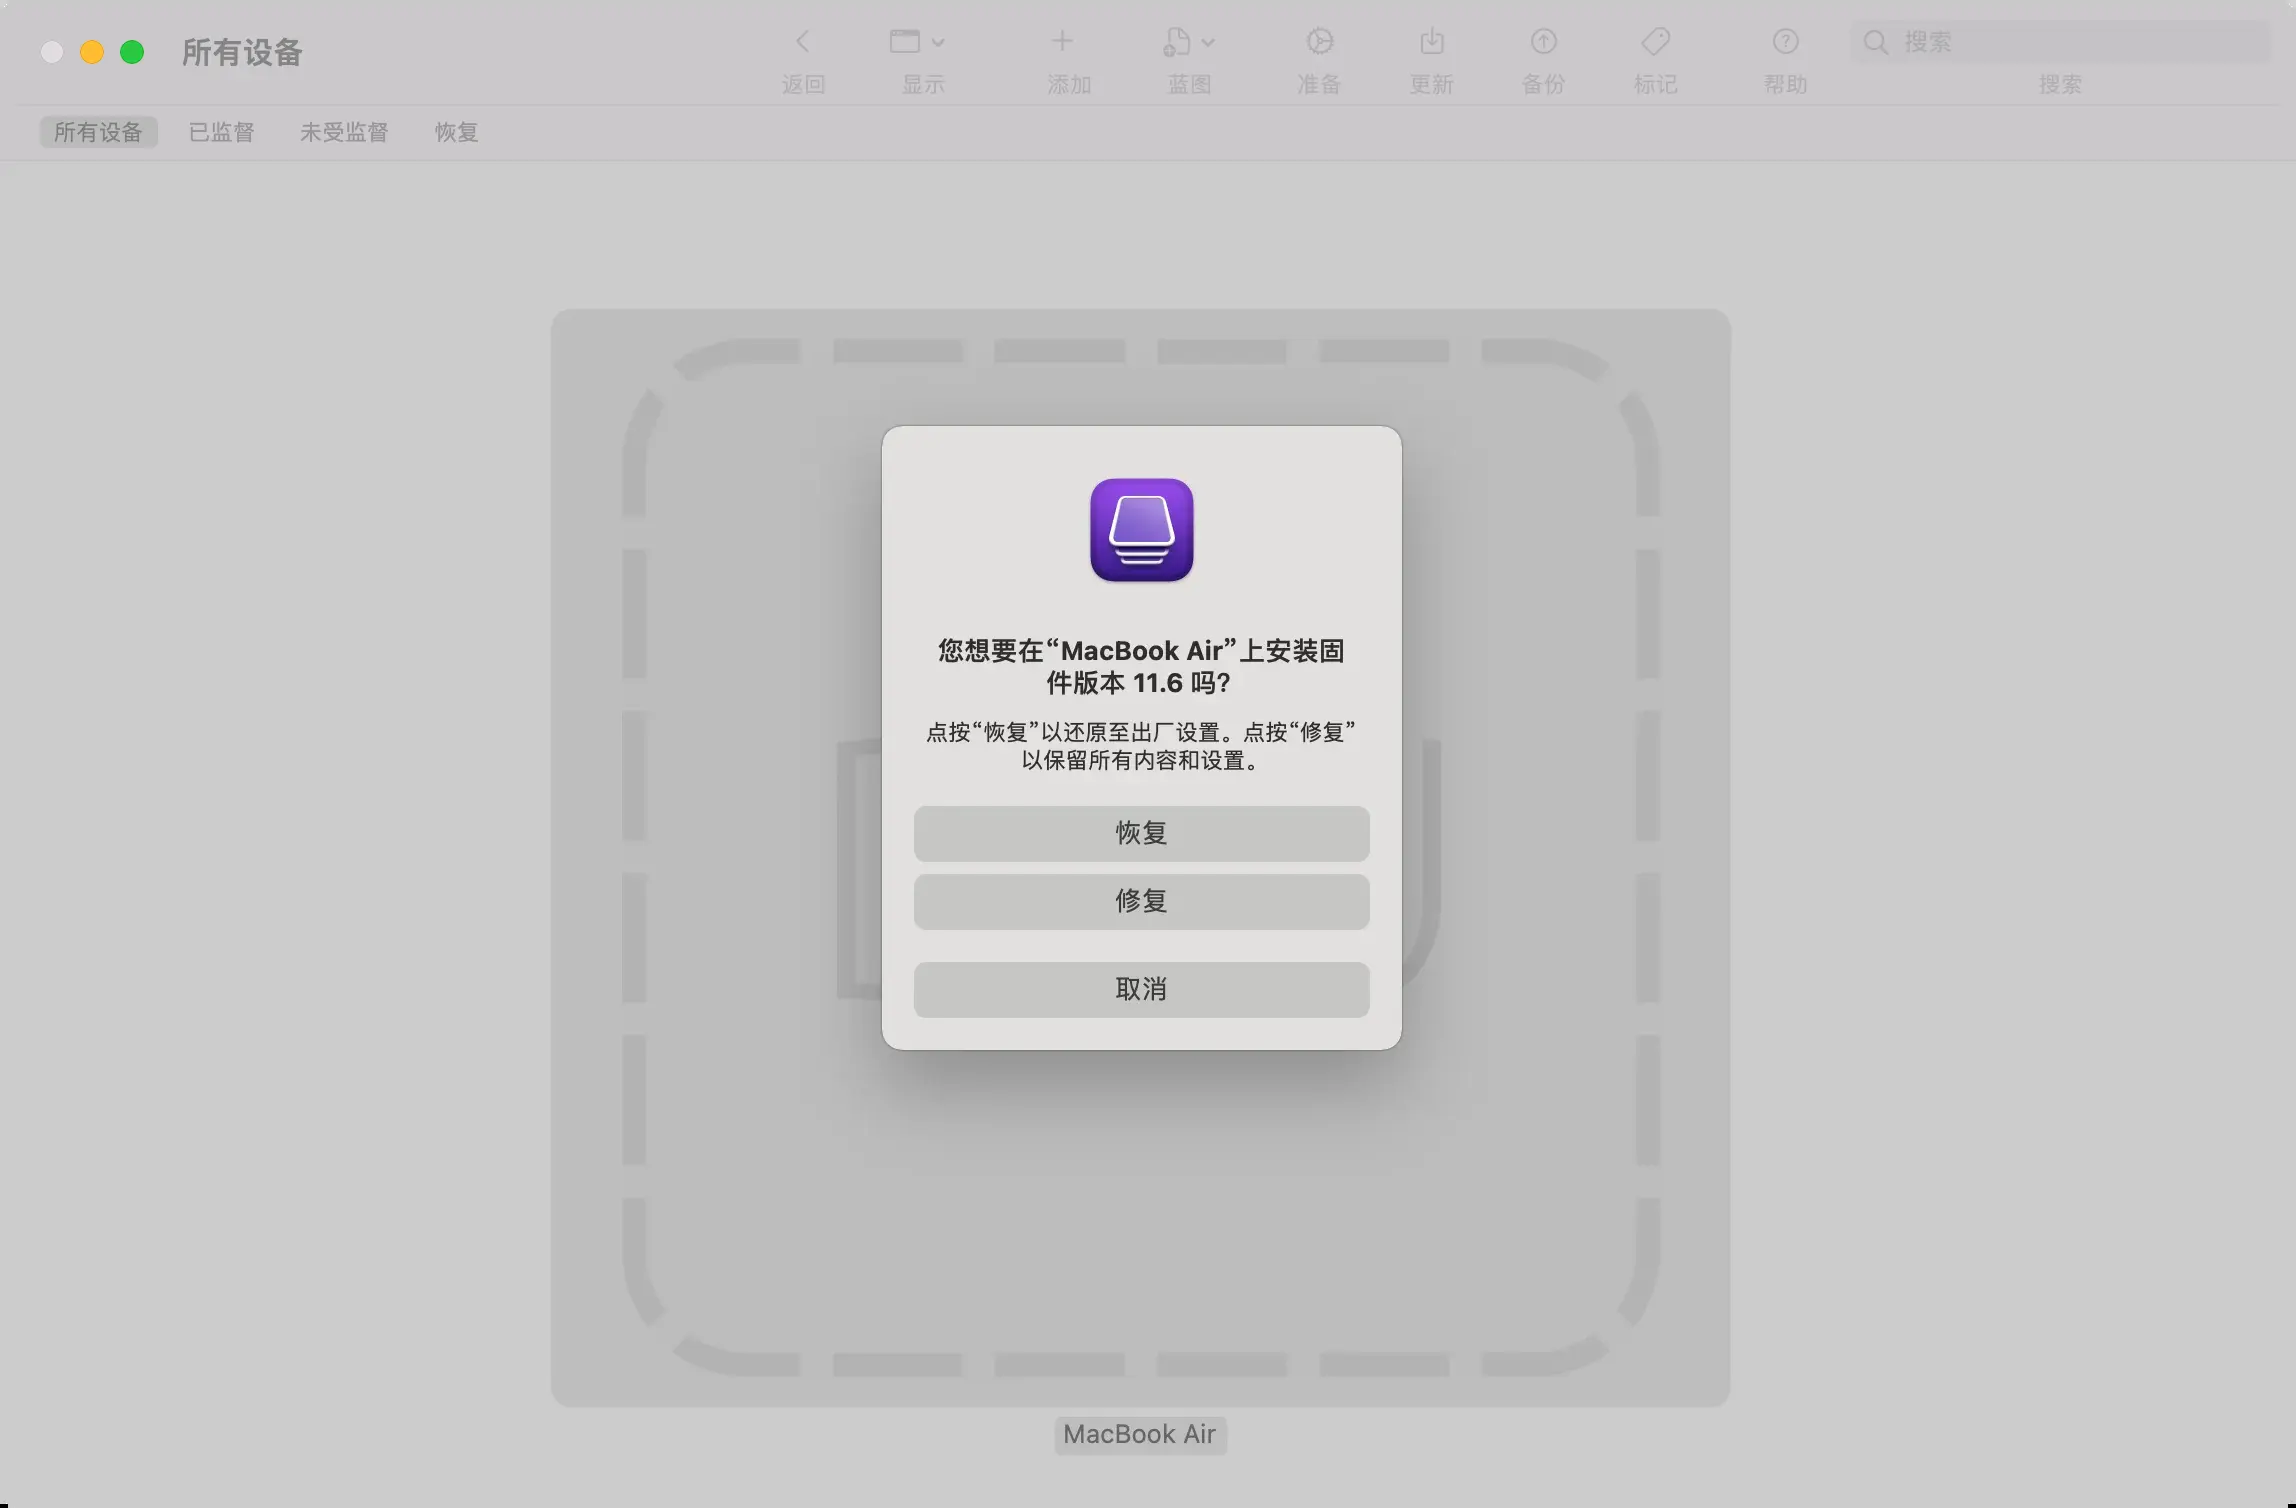 所有设备
返回
显示
添加
蓝图
准备
更新
备份
标记
帮助
搜索
搜索
所有设备
已监督
未受监督
恢复
您想要在“MacBook Air”上安装固
件版本 11.6 吗?
点按“恢复”以还原至出厂设置。点按“修复”
以保留所有内容和设置。
恢复
修复
取消
MacBook Air